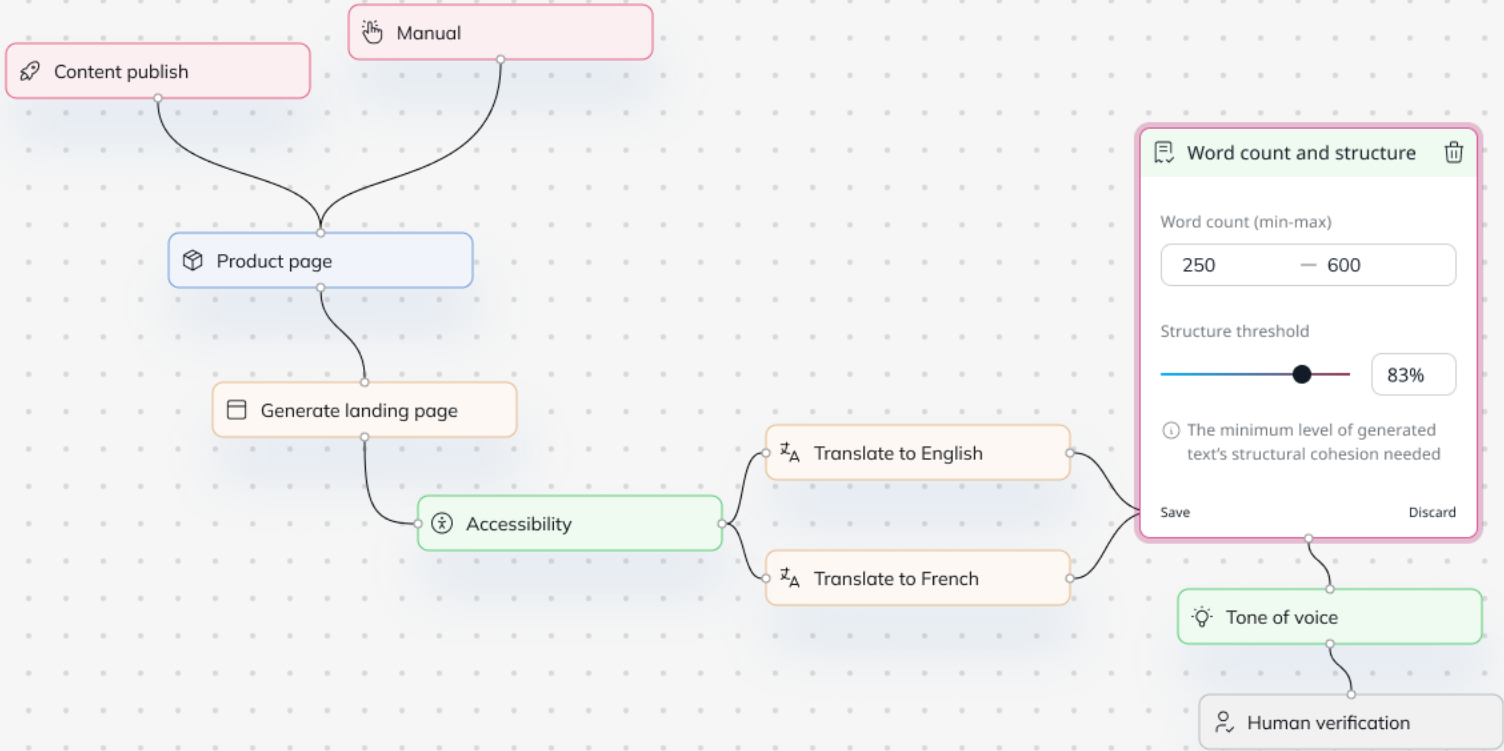 Manual
Content publish
Product page
Generate landing page
Accessibility
Translate to English
Translate to French
Word count and structure
Word count (min-max)
250 — 600
Structure threshold
83%
The minimum level of generated
text's structural cohesion needed
Save Discard
Tone of voice
Human verification